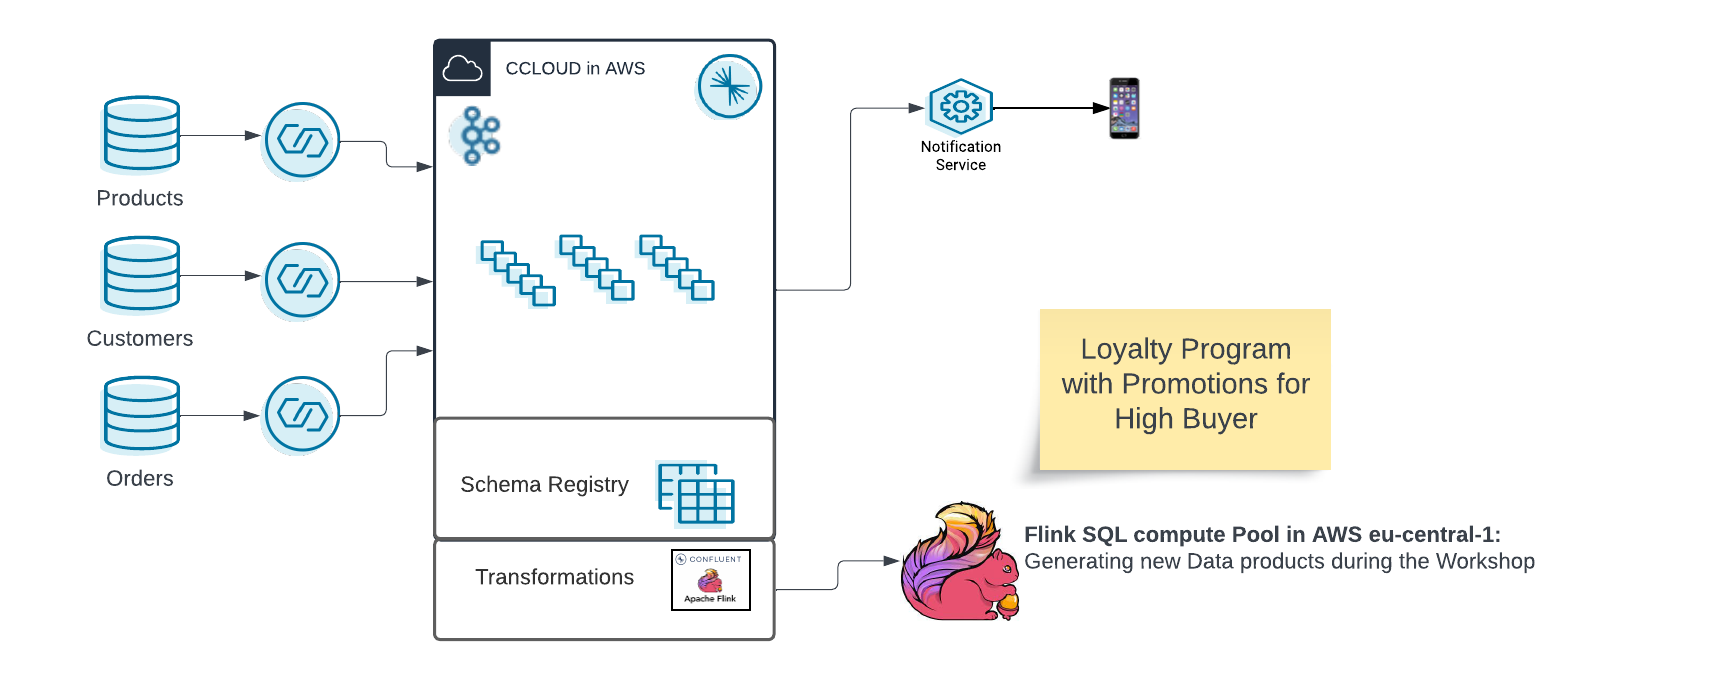 CCLOUD in AWS
Products
Customers
Orders
Notification
Service
Loyalty Program
with Promotions for
High Buyer
Schema Registry
Transformations
CONFLUENT
Apache Flink
Flink SQL compute Pool in AWS eu-central-1:
Generating new Data products during the Workshop